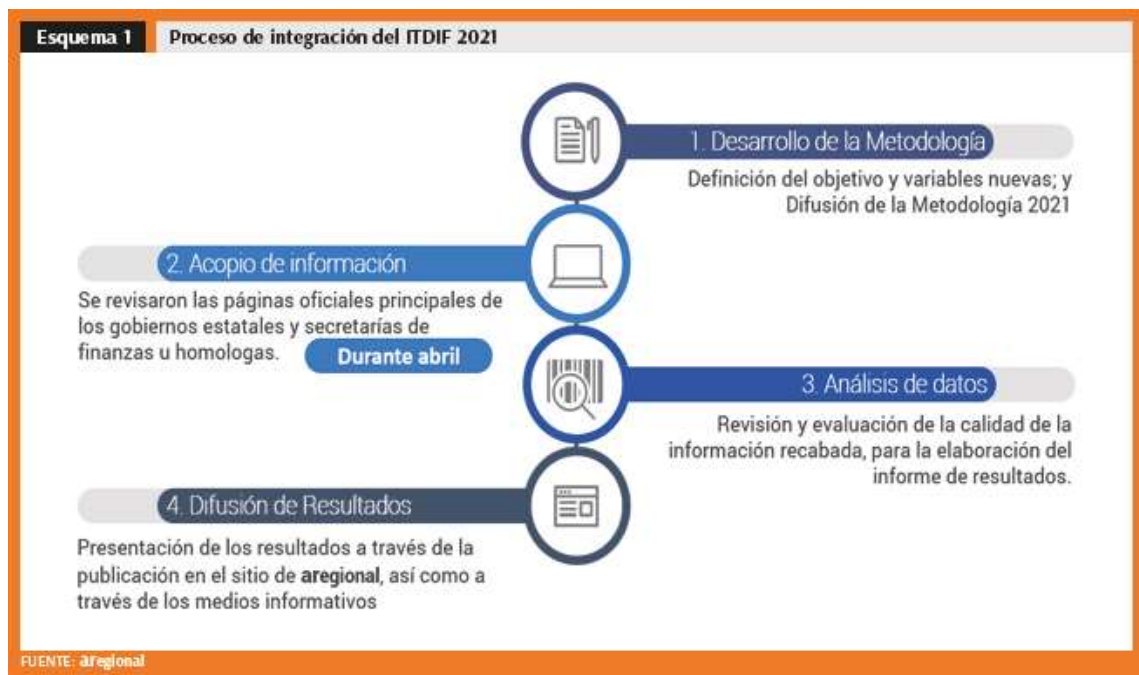 Esquema 1 Proceso de integración del ITDIF 2021
1. Desarrollo de la Metodología
Definición del objetivo y variables nuevas; y
Difusión de la Metodología 2021
2. Acopio de información
Se revisaron las páginas oficiales principales de
los gobiernos estatales y secretarías de
finanzas u homologas. Durante abril
3. Análisis de datos
Revisión y evaluación de la calidad de la
información recabada, para la elaboración del
informe de resultados.
4. Difusión de Resultados
Presentación de los resultados a través de la
publicación en el sitio de aregional, así como a
través de los medios informativos
FUENTE: aregional